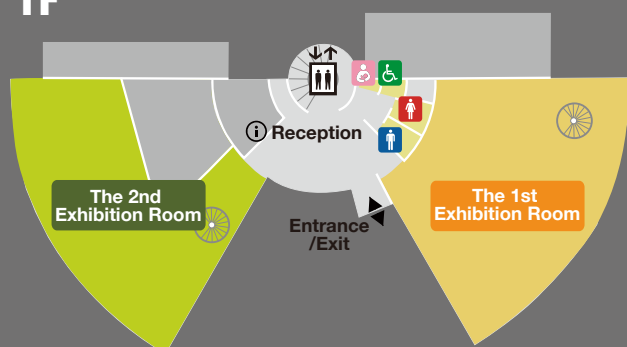 1F
Reception
The 2nd
Exhibition Room
The 1st
Exhibition Room
Entrance
/Exit